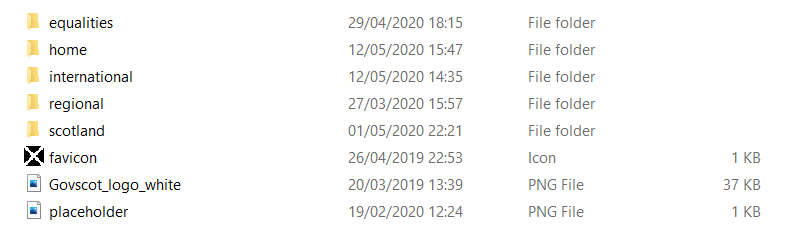 equalities 29/04/2020 18:15 File folder
home 12/05/2020 15:47 File folder
international 12/05/2020 14:35 File folder
regional 27/03/2020 15:57 File folder
scotland 01/05/2020 22:21 File folder
favicon 26/04/2019 22:53 Icon 1 KB
Govscot_logo_white 20/03/2019 13:39 PNG File 37 KB
placeholder 19/02/2020 12:24 PNG File 1 KB